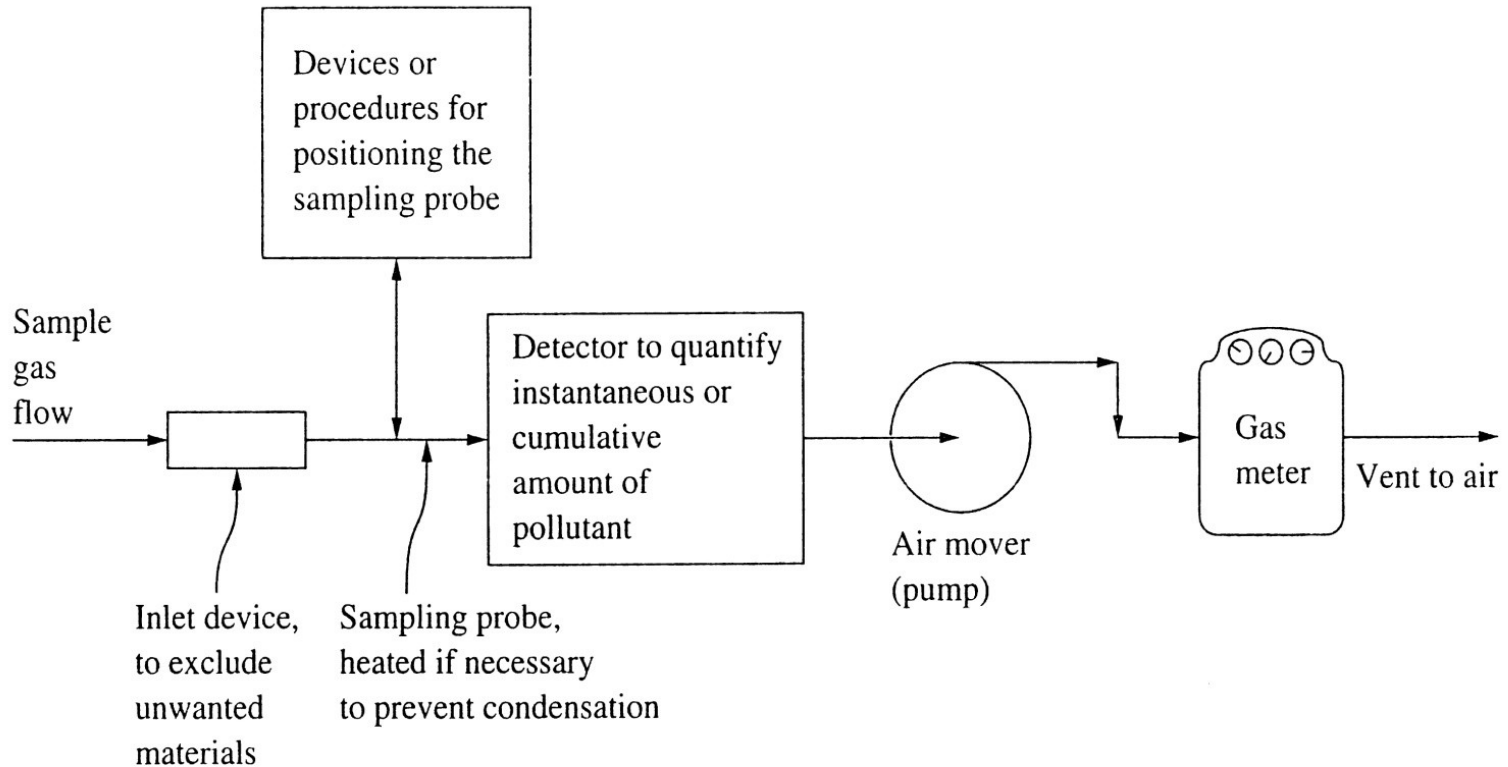 Devices or
procedures for
positioning the
sampling probe
Sample
gas
flow
Detector to quantify
instantaneous or
cumulative
amount of
pollutant
Air mover
(pump)
Gas
meter
Vent to air
Inlet device,
to exclude
unwanted
materials
Sampling probe,
heated if necessary
to prevent condensation